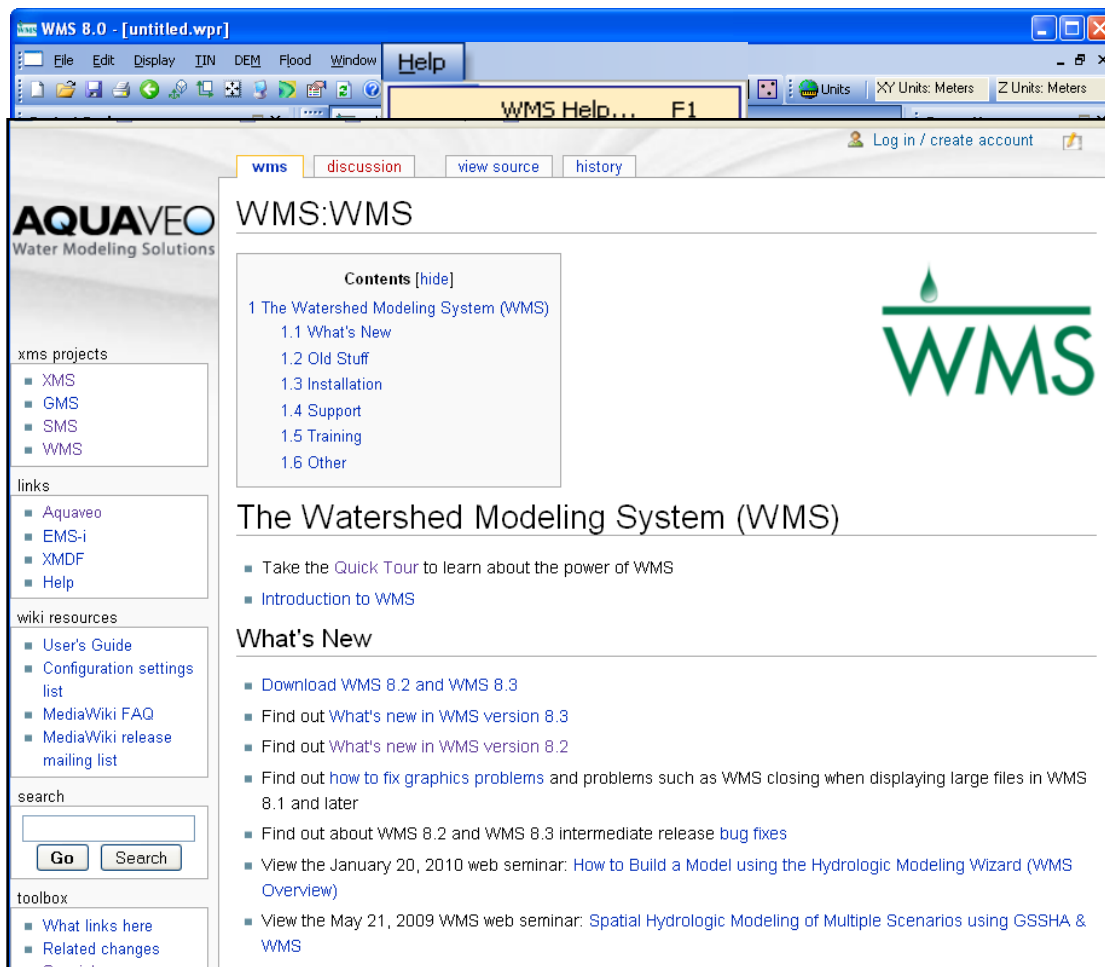 WMS 8.0 - [untitled.wpr]
File Edit Display TIN DEM Flood Window Help
WMS Help... F1
Units XY Units: Meters Z Units: Meters
Log in / create account
wms discussion view source history
AQUAVEO
Water Modeling Solutions
xms projects
XMS
GMS
SMS
WMS
links
Aquaveo
EMS-i
XMDF
Help
wiki resources
User's Guide
Configuration settings
list
MediaWiki FAQ
MediaWiki release
mailing list
search
Go Search
toolbox
What links here
Related changes
WMS:WMS
Contents [hide]
1 The Watershed Modeling System (WMS)
1.1 What's New
1.2 Old Stuff
1.3 Installation
1.4 Support
1.5 Training
1.6 Other
WMS
The Watershed Modeling System (WMS)
Take the Quick Tour to learn about the power of WMS
Introduction to WMS
What's New
Download WMS 8.2 and WMS 8.3
Find out What's new in WMS version 8.3
Find out What's new in WMS version 8.2
Find out how to fix graphics problems and problems such as WMS closing when displaying large files in WMS
8.1 and later
Find out about WMS 8.2 and WMS 8.3 intermediate release bug fixes
View the January 20, 2010 web seminar: How to Build a Model using the Hydrologic Modeling Wizard (WMS
Overview)
View the May 21, 2009 WMS web seminar: Spatial Hydrologic Modeling of Multiple Scenarios using GSSHA &
WMS